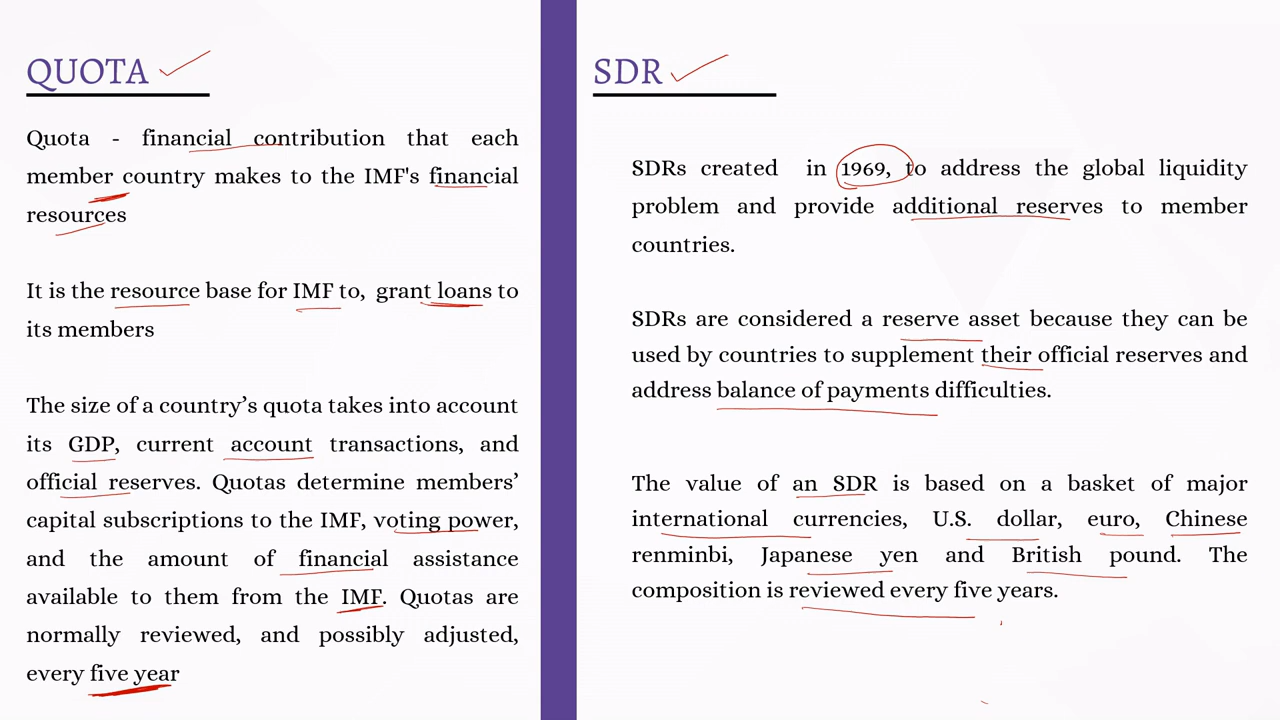 QUOTA
Quota - financial contribution that each
member country makes to the IMF's financial
resources
It is the resource base for IMF to, grant loans to
its members
The size of a country’s quota takes into account
its GDP, current account transactions, and
official reserves. Quotas determine members’
capital subscriptions to the IMF, voting power,
and the amount of financial assistance
available to them from the IMF. Quotas are
normally reviewed, and possibly adjusted,
every five year
SDR
SDRs created in 1969, to address the global liquidity
problem and provide additional reserves to member
countries.
SDRs are considered a reserve asset because they can be
used by countries to supplement their official reserves and
address balance of payments difficulties.
The value of an SDR is based on a basket of major
international currencies, U.S. dollar, euro, Chinese
renminbi, Japanese yen and British pound. The
composition is reviewed every five years.